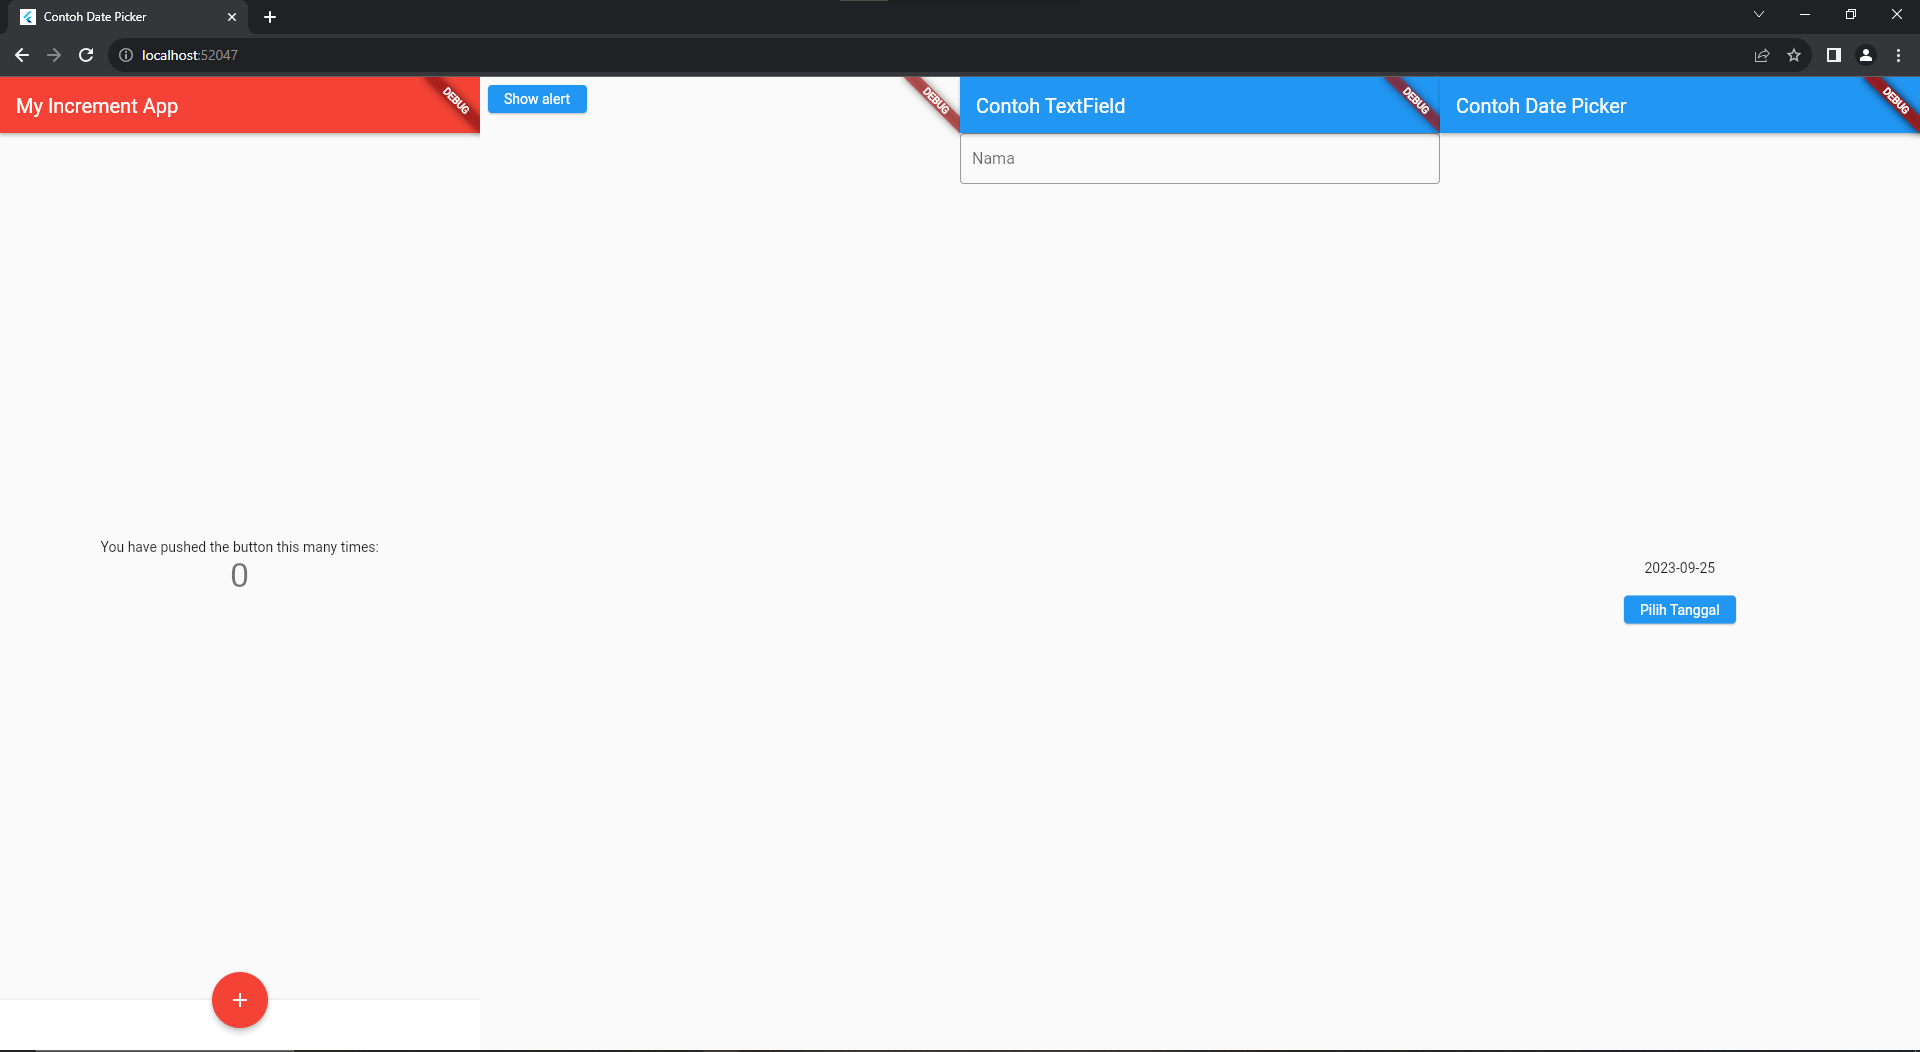 Contoh Date Picker
localhost:52047
My Increment App
DEBUG
You have pushed the button this many times:
0
Show alert
DEBUG
Contoh TextField
DEBUG
Nama
Contoh Date Picker
DEBUG
2023-09-25
Pilih Tanggal